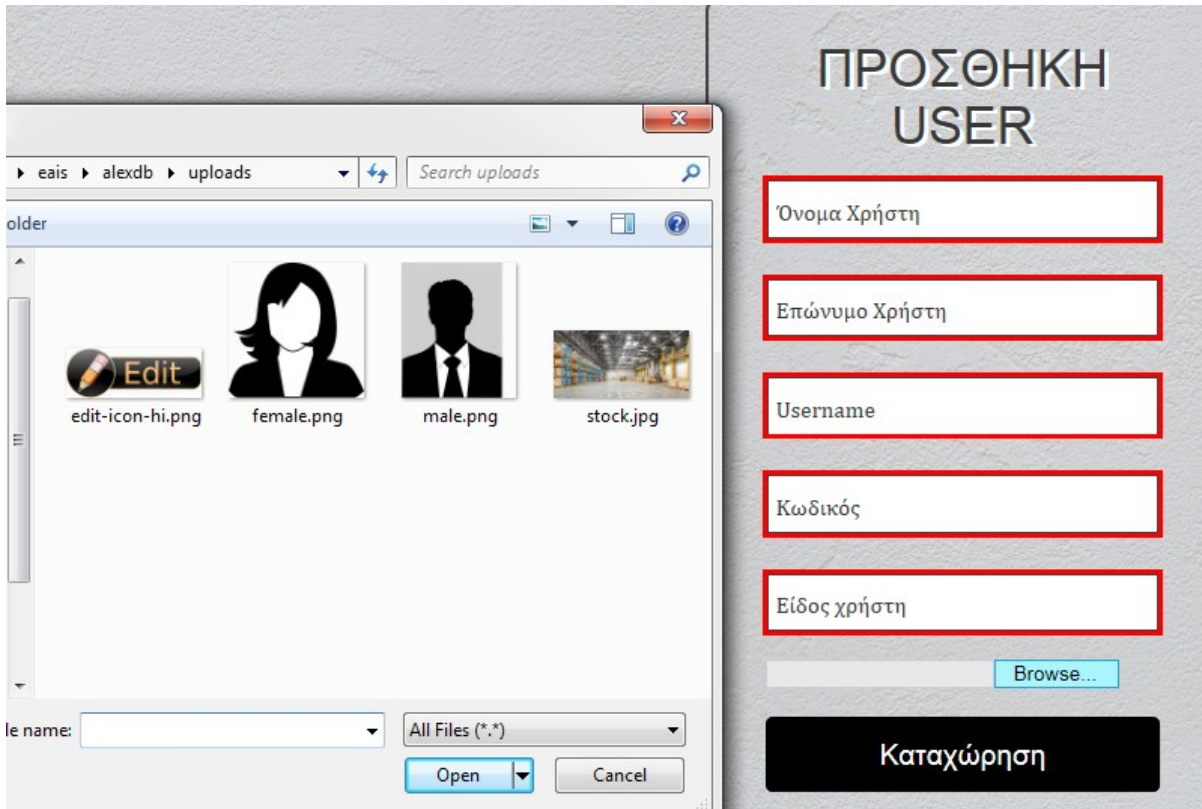 ΠΡΟΣΘΗΚΗ
USER
eais alexdb uploads
Search uploads
older
Edit
edit-icon-hi.png
female.png
male.png
stock.jpg
Όνομα Χρήστη
Επώνυμο Χρήστη
Username
Κωδικός
Είδος χρήστη
Browse...
le name:
All Files (*.*)
Open
Cancel
Καταχώρηση